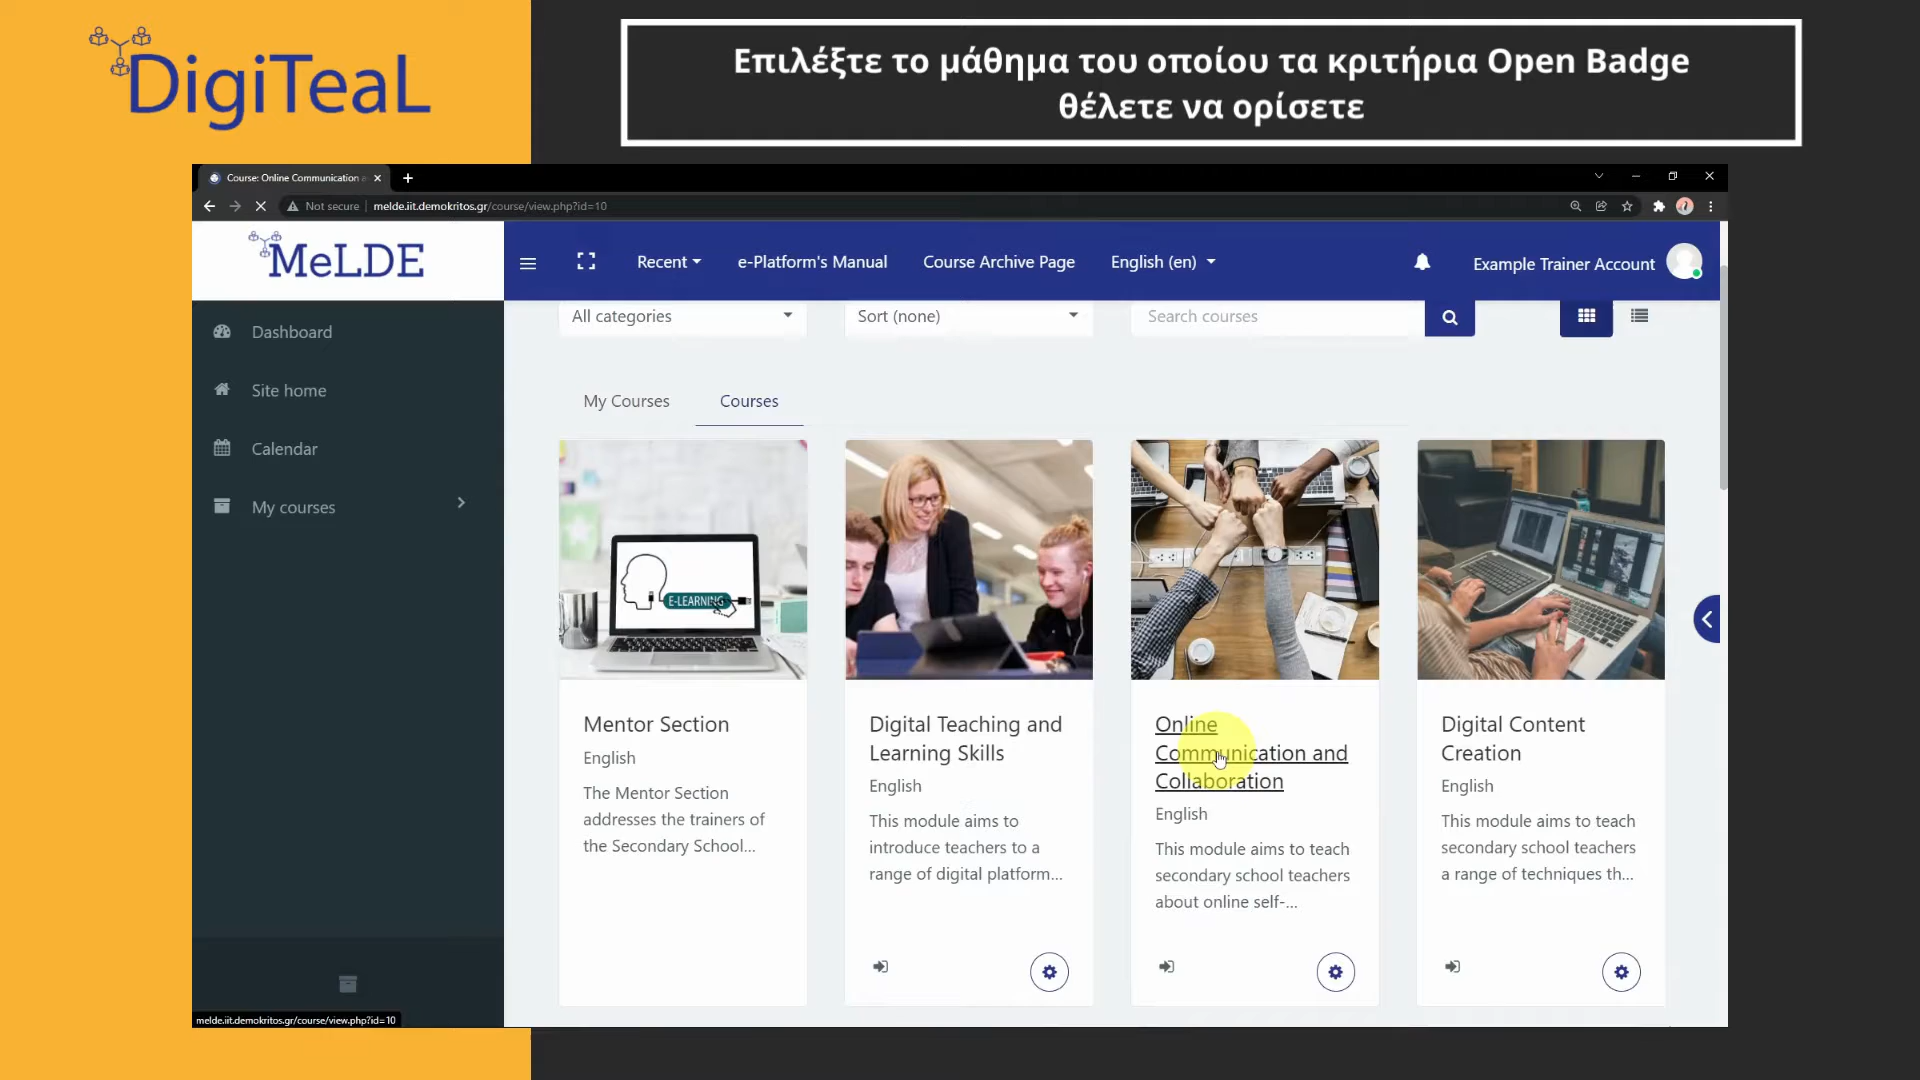 DigiTeaL
Επιλέξτε το μάθημα του οποίου τα κριτήρια Open Badge
θέλετε να ορίσετε
Course: Online Communication a
Not secure
melde.iit.demokritos.gr/course/view.php?id=10
MeLDE
Recent
e-Platform's Manual
Course Archive Page
English (en)
Example Trainer Account
Dashboard
Site home
Calendar
My courses
All categories
Sort (none)
Search courses
My Courses
Courses
E-LEARNING
Mentor Section
English
The Mentor Section
addresses the trainers of
the Secondary School...
Digital Teaching and
Learning Skills
English
This module aims to
introduce teachers to a
range of digital platform...
Online
Communication and
Collaboration
English
This module aims to teach
secondary school teachers
about online self-...
Digital Content
Creation
English
This module aims to teach
secondary school teachers
a range of techniques th...
melde.iit.demokritos.gr/course/view.php?id=10